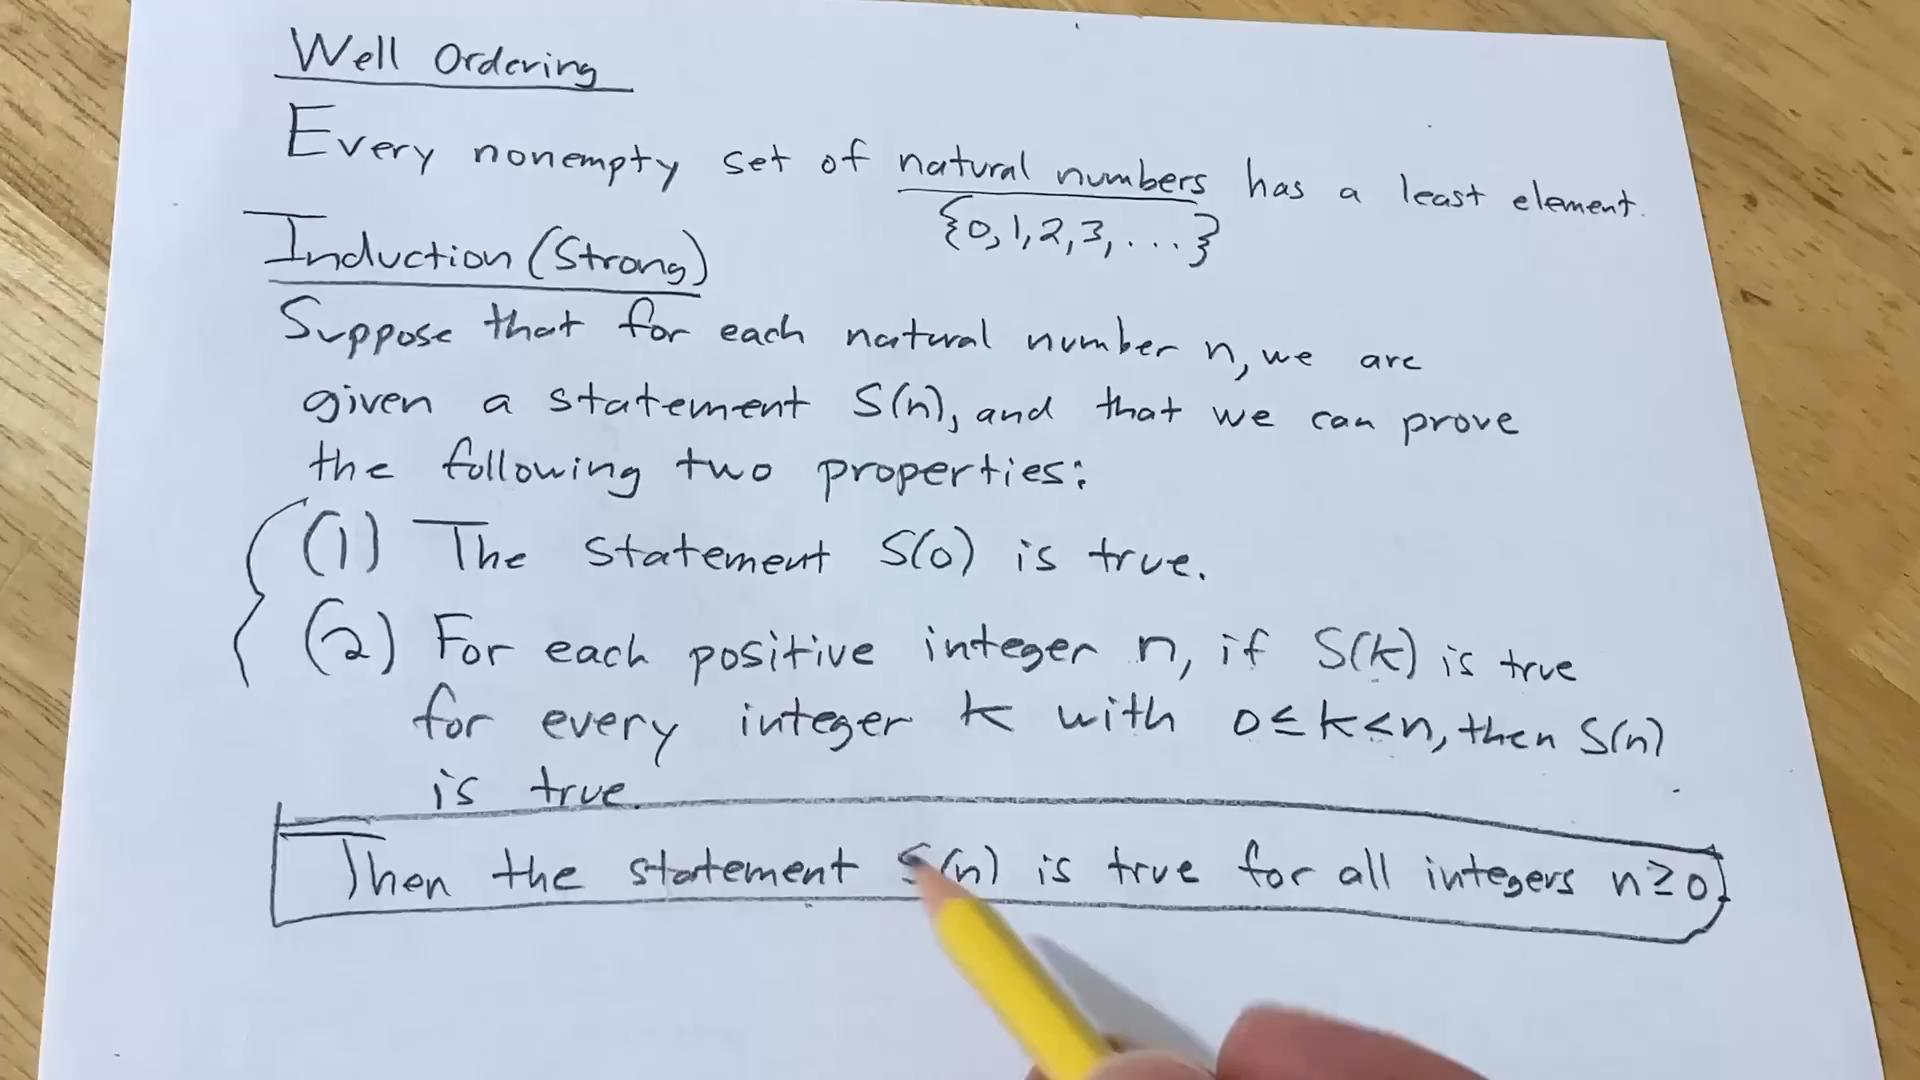 Well Ordering
Every nonempty set of natural numbers has a least element.
{0,1,2,3,...}
Induction (Strong)
Suppose that for each natural number n, we are
given a statement S(n), and that we can prove
the following two properties:
(1) The statement S(0) is true.
(2) For each positive integer n, if S(k) is true
for every integer k with 0≤k<n, then S(n)
is true.
Then the statement S(n) is true for all integers n≥0.